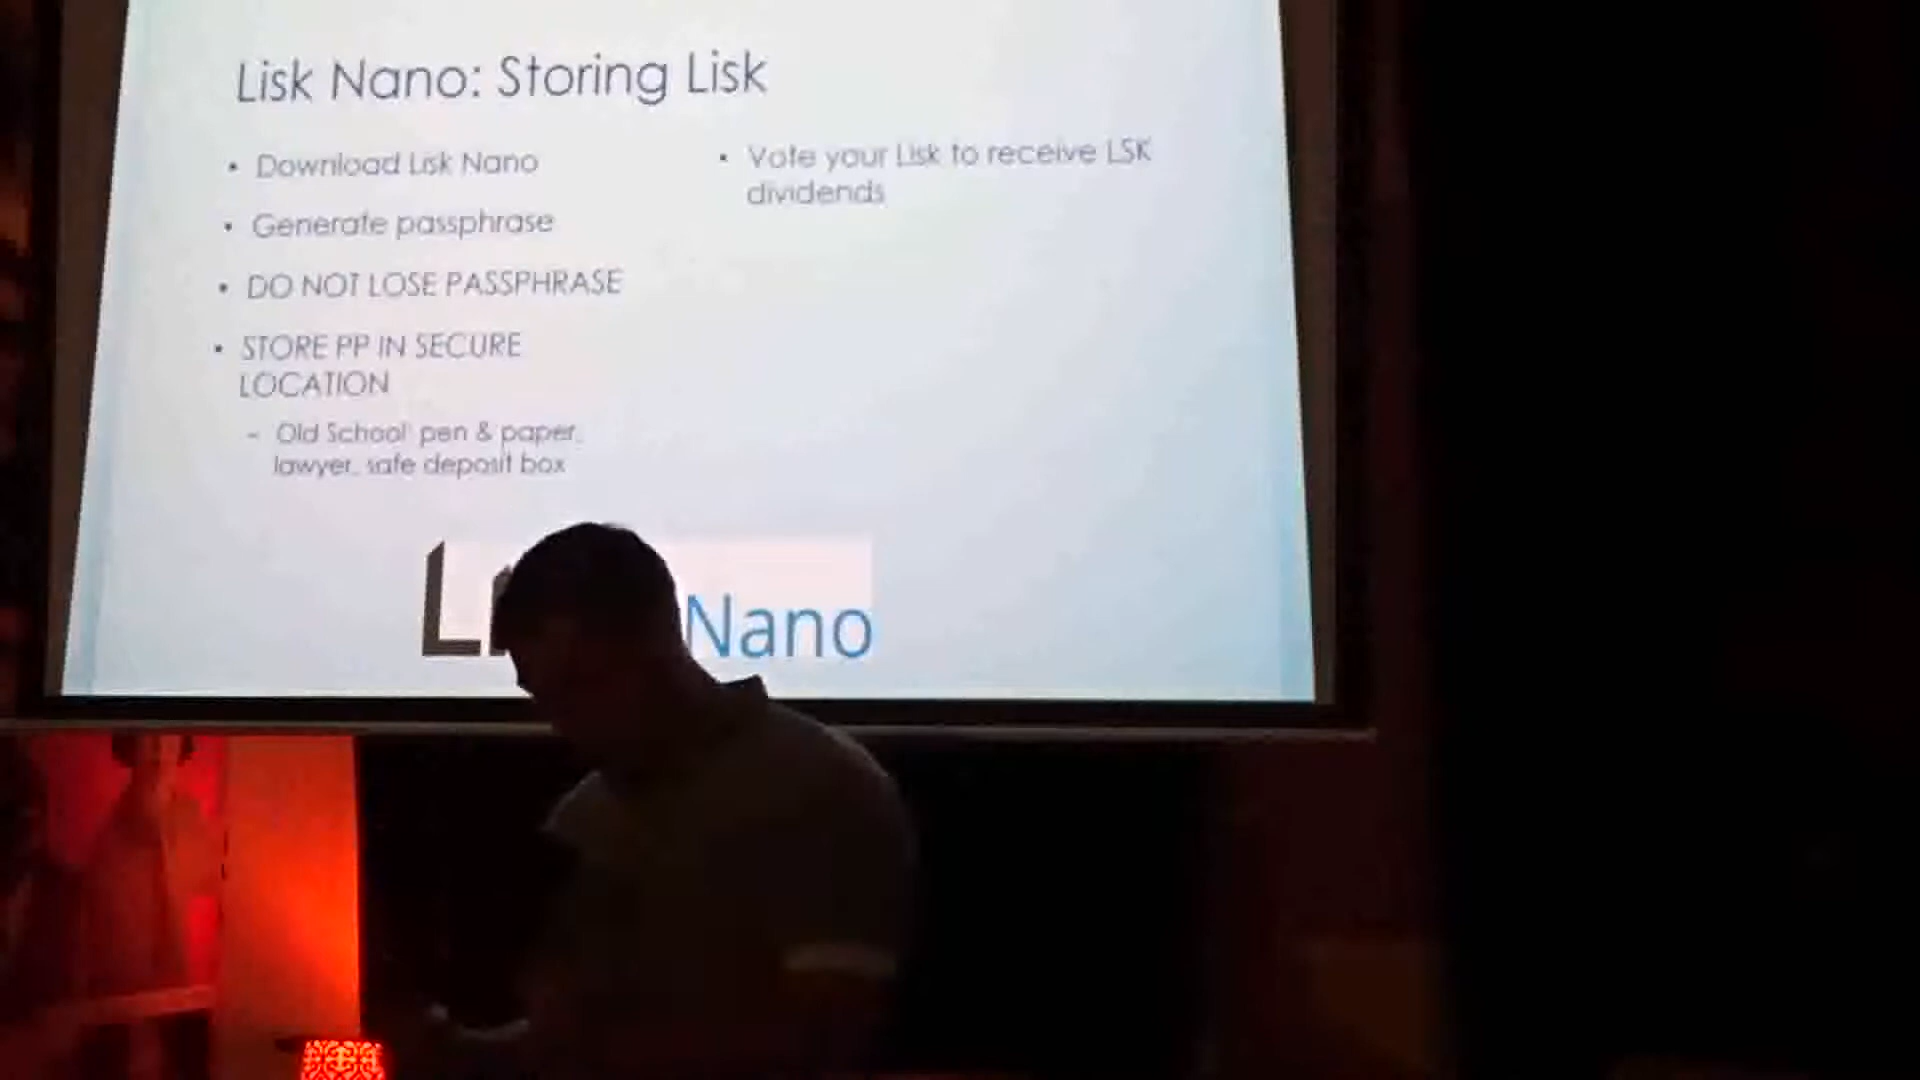 Lisk Nano: Storing Lisk
• Download Lisk Nano
• Generate passphrase
• DO NOT LOSE PASSPHRASE
• STORE PP IN SECURE
LOCATION
– Old School: pen & paper,
lawyer, safe deposit box
• Vote your Lisk to receive LSK
dividends
Nano